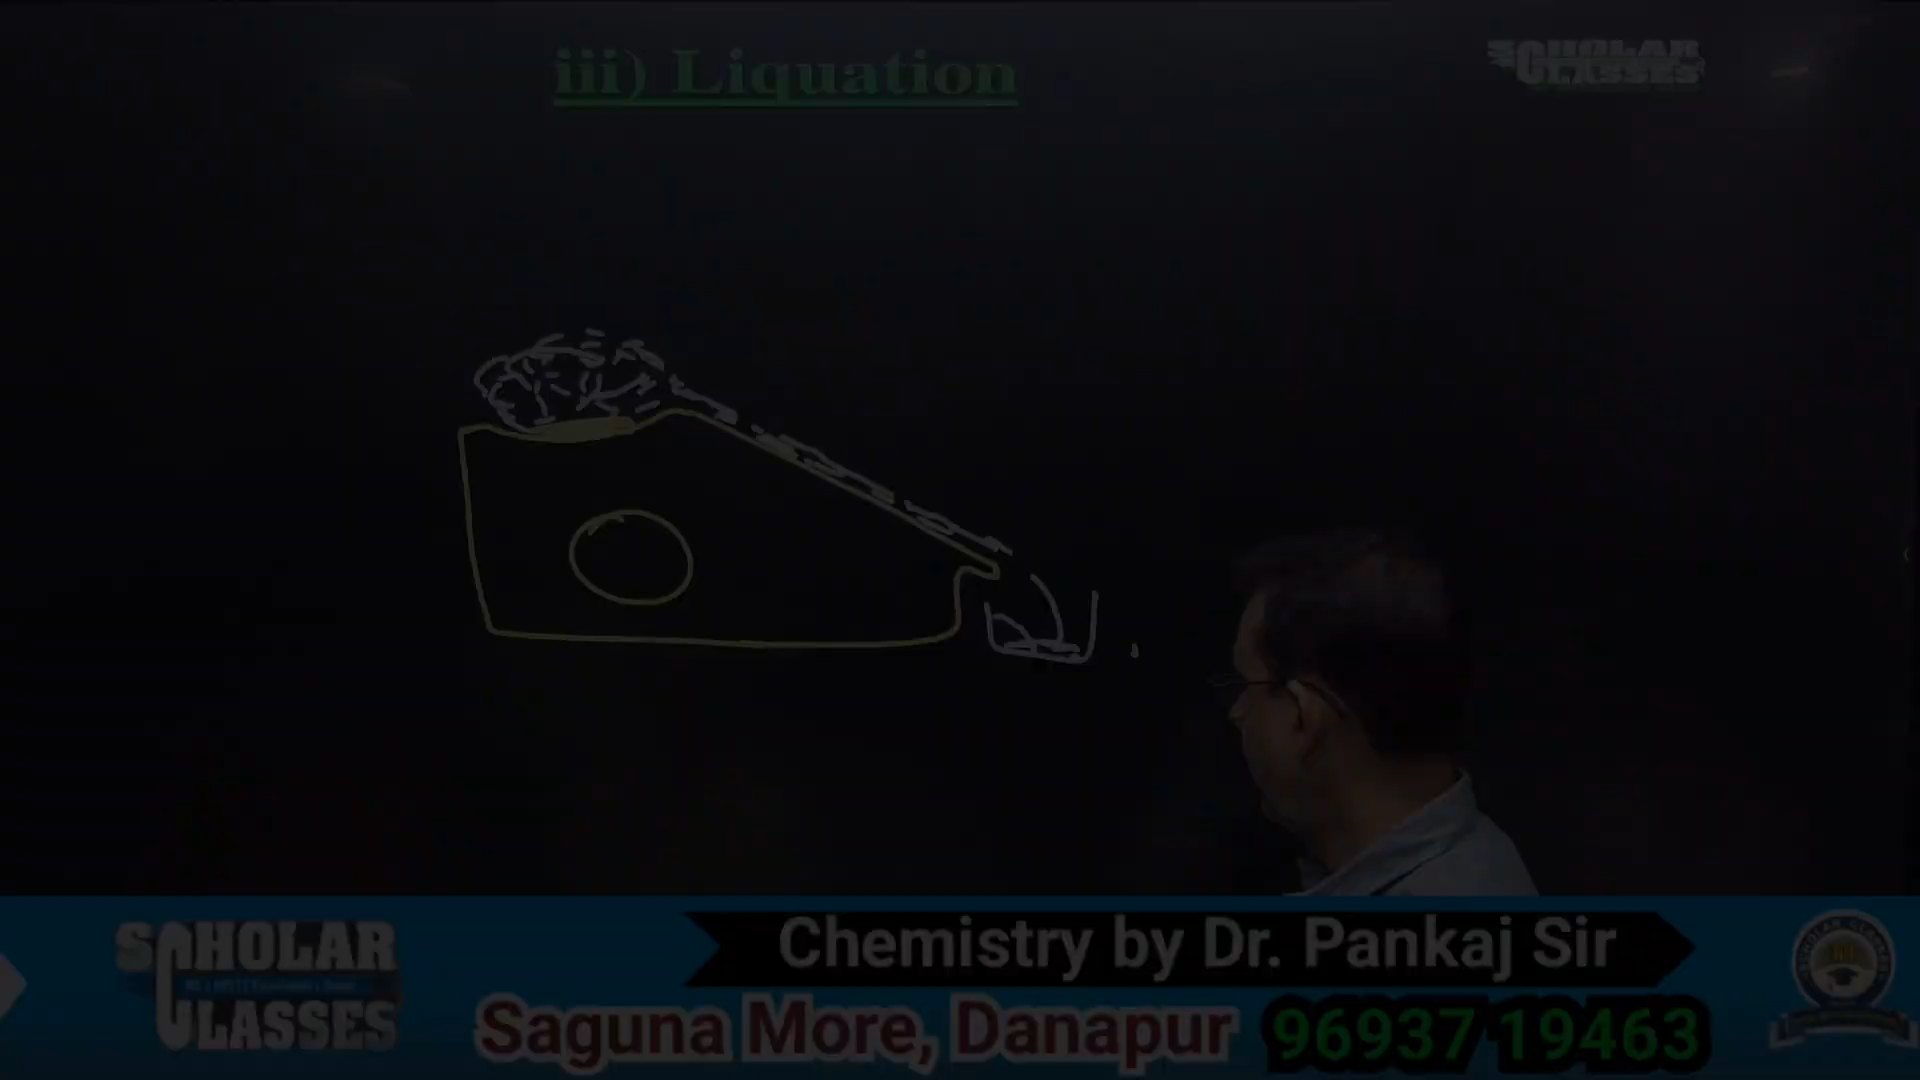 iii) Liquation
SCHOLAR
CLASSES
SCHOLAR
CLASSES
Chemistry by Dr. Pankaj Sir
Saguna More, Danapur 96937 19463